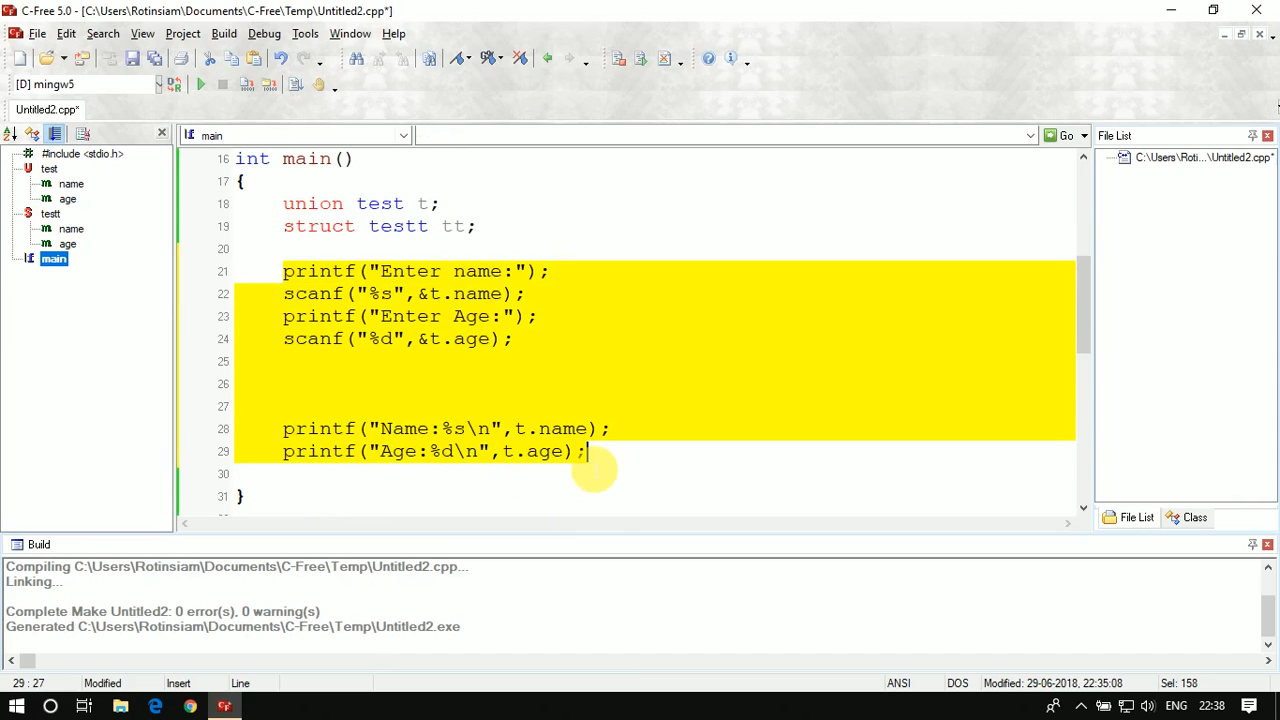 C-Free 5.0 - [C:\Users\Rotinsiam\Documents\C-Free\Temp\Untitled2.cpp*]
File Edit Search View Project Build Debug Tools Window Help
[D] mingw5
Untitled2.cpp*
main
Go
File List
#include <stdio.h>
test
name
age
testt
name
age
main
C:\Users\Roti...\Untitled2.cpp*
16 int main()
17 {
18 union test t;
19 struct testt tt;
20
21 printf("Enter name:");
22 scanf("%s",&t.name);
23 printf("Enter Age:");
24 scanf("%d",&t.age);
25
26
27
28 printf("Name:%s\n",t.name);
29 printf("Age:%d\n",t.age);
30
31 }
File List Class
Build
Compiling C:\Users\Rotinsiam\Documents\C-Free\Temp\Untitled2.cpp...
Linking...
Complete Make Untitled2: 0 error(s), 0 warning(s)
Generated C:\Users\Rotinsiam\Documents\C-Free\Temp\Untitled2.exe
29 : 27 Modified Insert Line ANSI DOS Modified: 29-06-2018, 22:35:08 Sel: 158
ENG 22:38